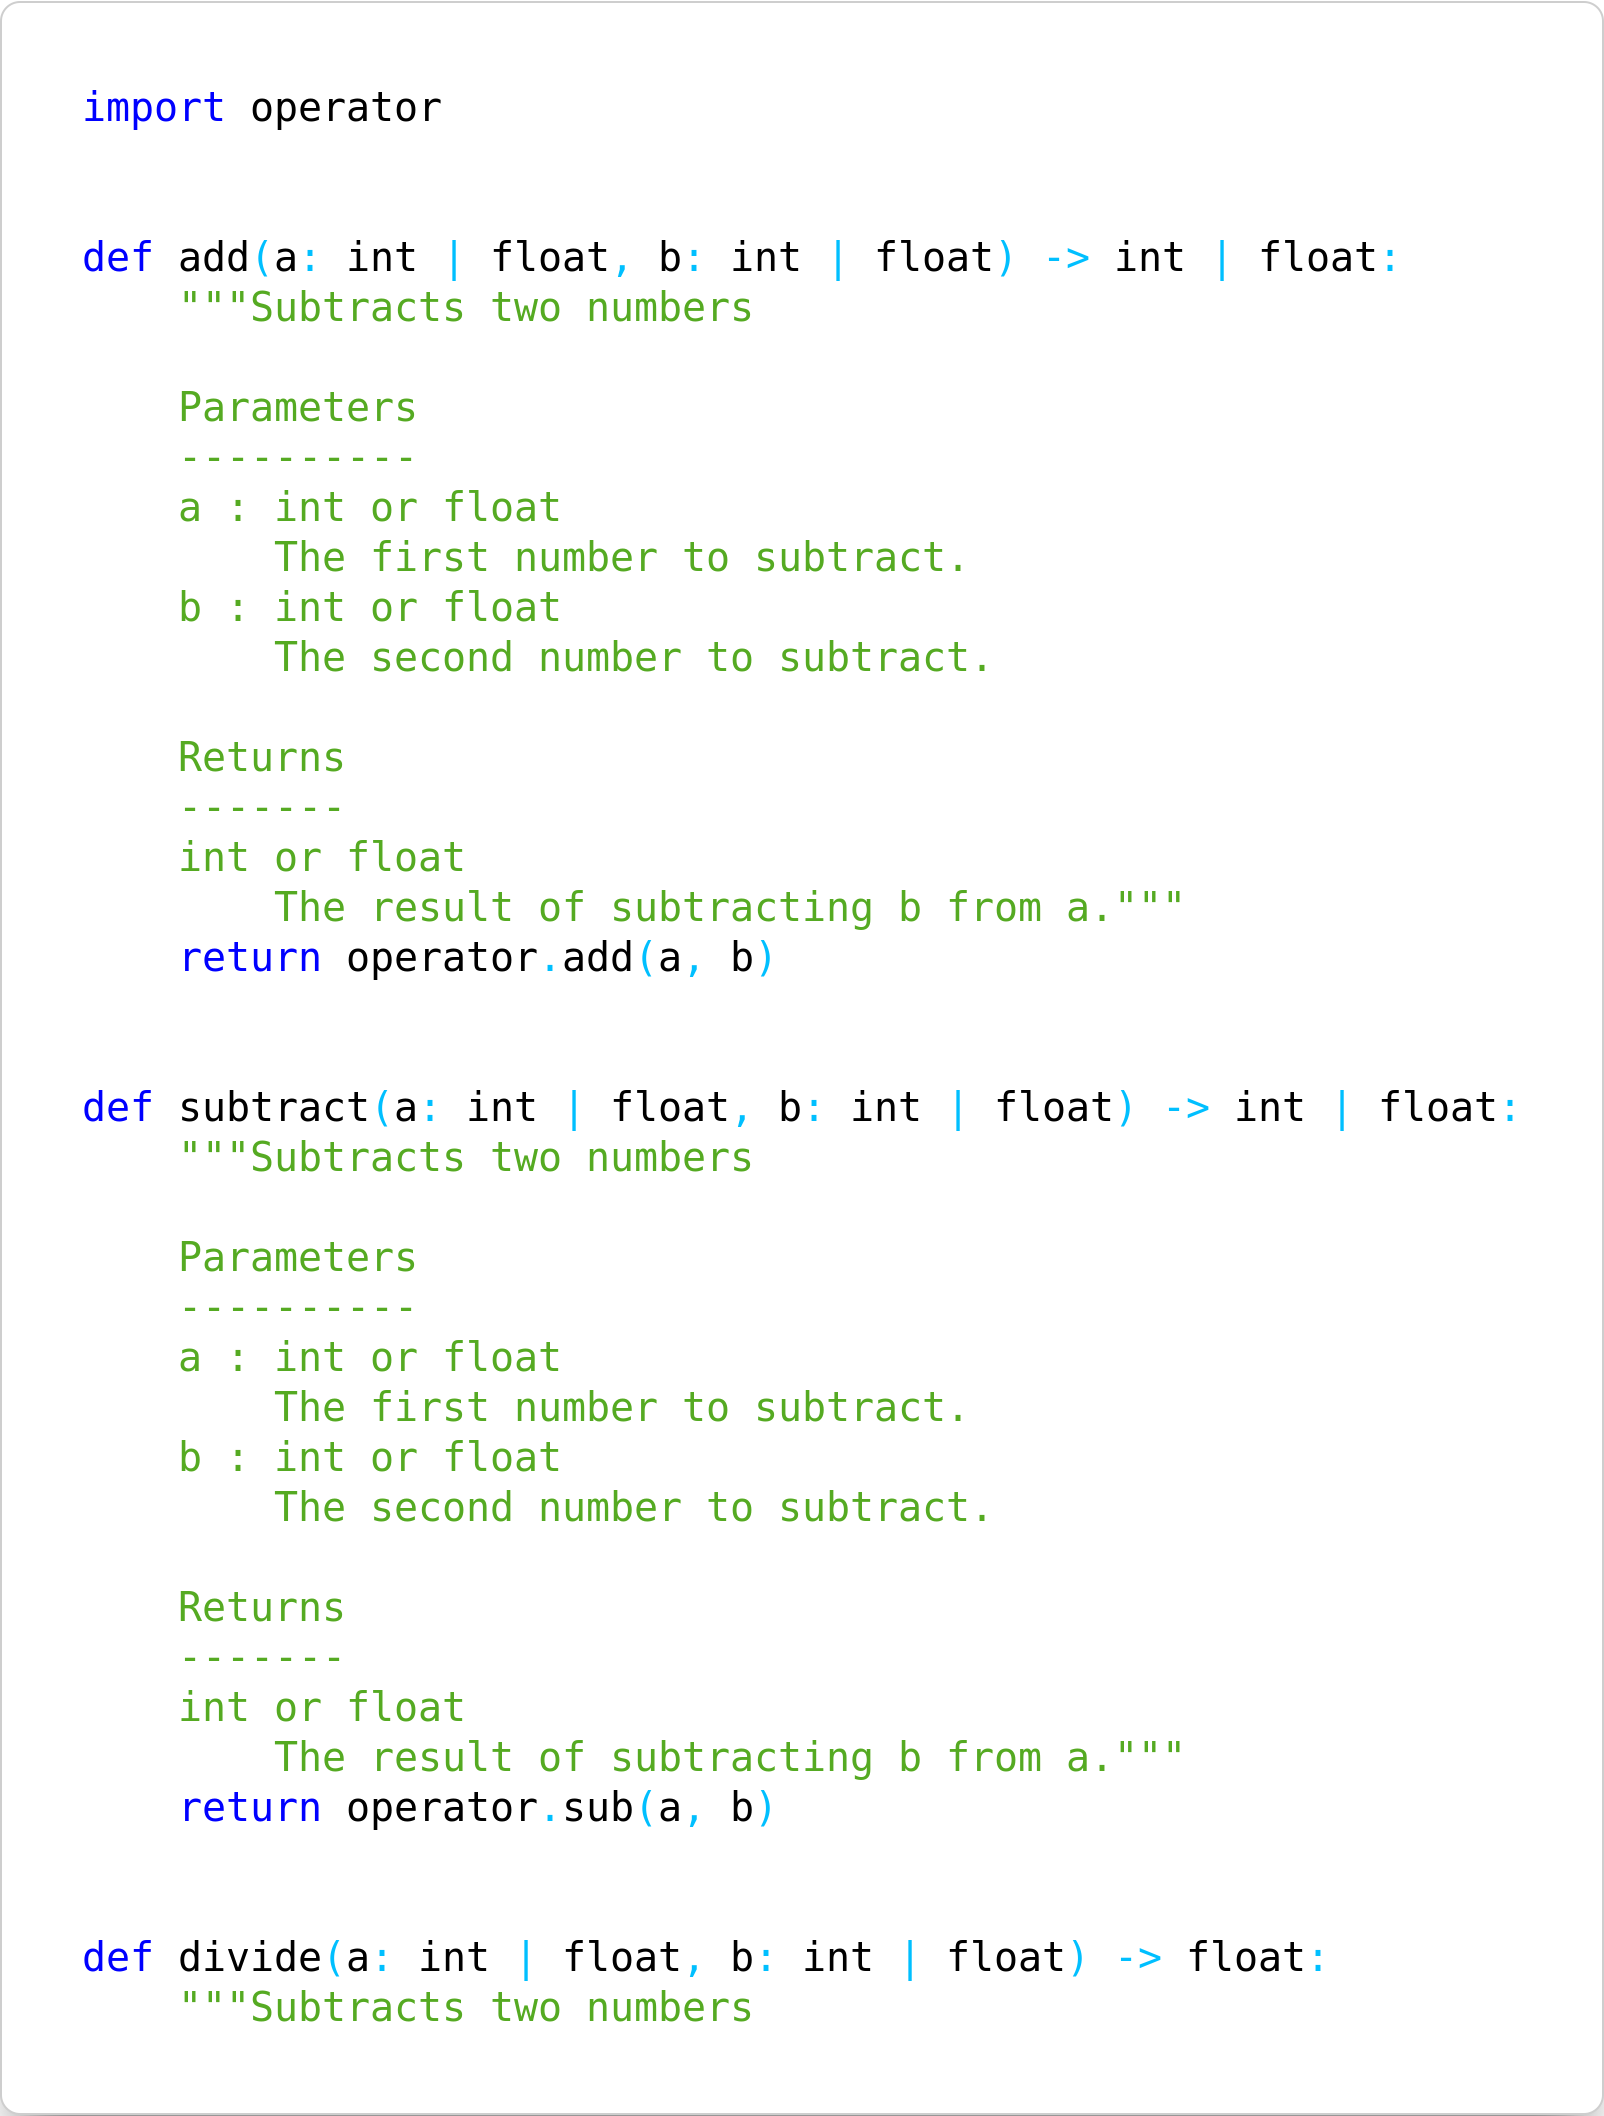 import operator


def add(a: int | float, b: int | float) -> int | float:
    """Subtracts two numbers

    Parameters
    ----------
    a : int or float
        The first number to subtract.
    b : int or float
        The second number to subtract.

    Returns
    -------
    int or float
        The result of subtracting b from a."""
    return operator.add(a, b)


def subtract(a: int | float, b: int | float) -> int | float:
    """Subtracts two numbers

    Parameters
    ----------
    a : int or float
        The first number to subtract.
    b : int or float
        The second number to subtract.

    Returns
    -------
    int or float
        The result of subtracting b from a."""
    return operator.sub(a, b)


def divide(a: int | float, b: int | float) -> float:
    """Subtracts two numbers